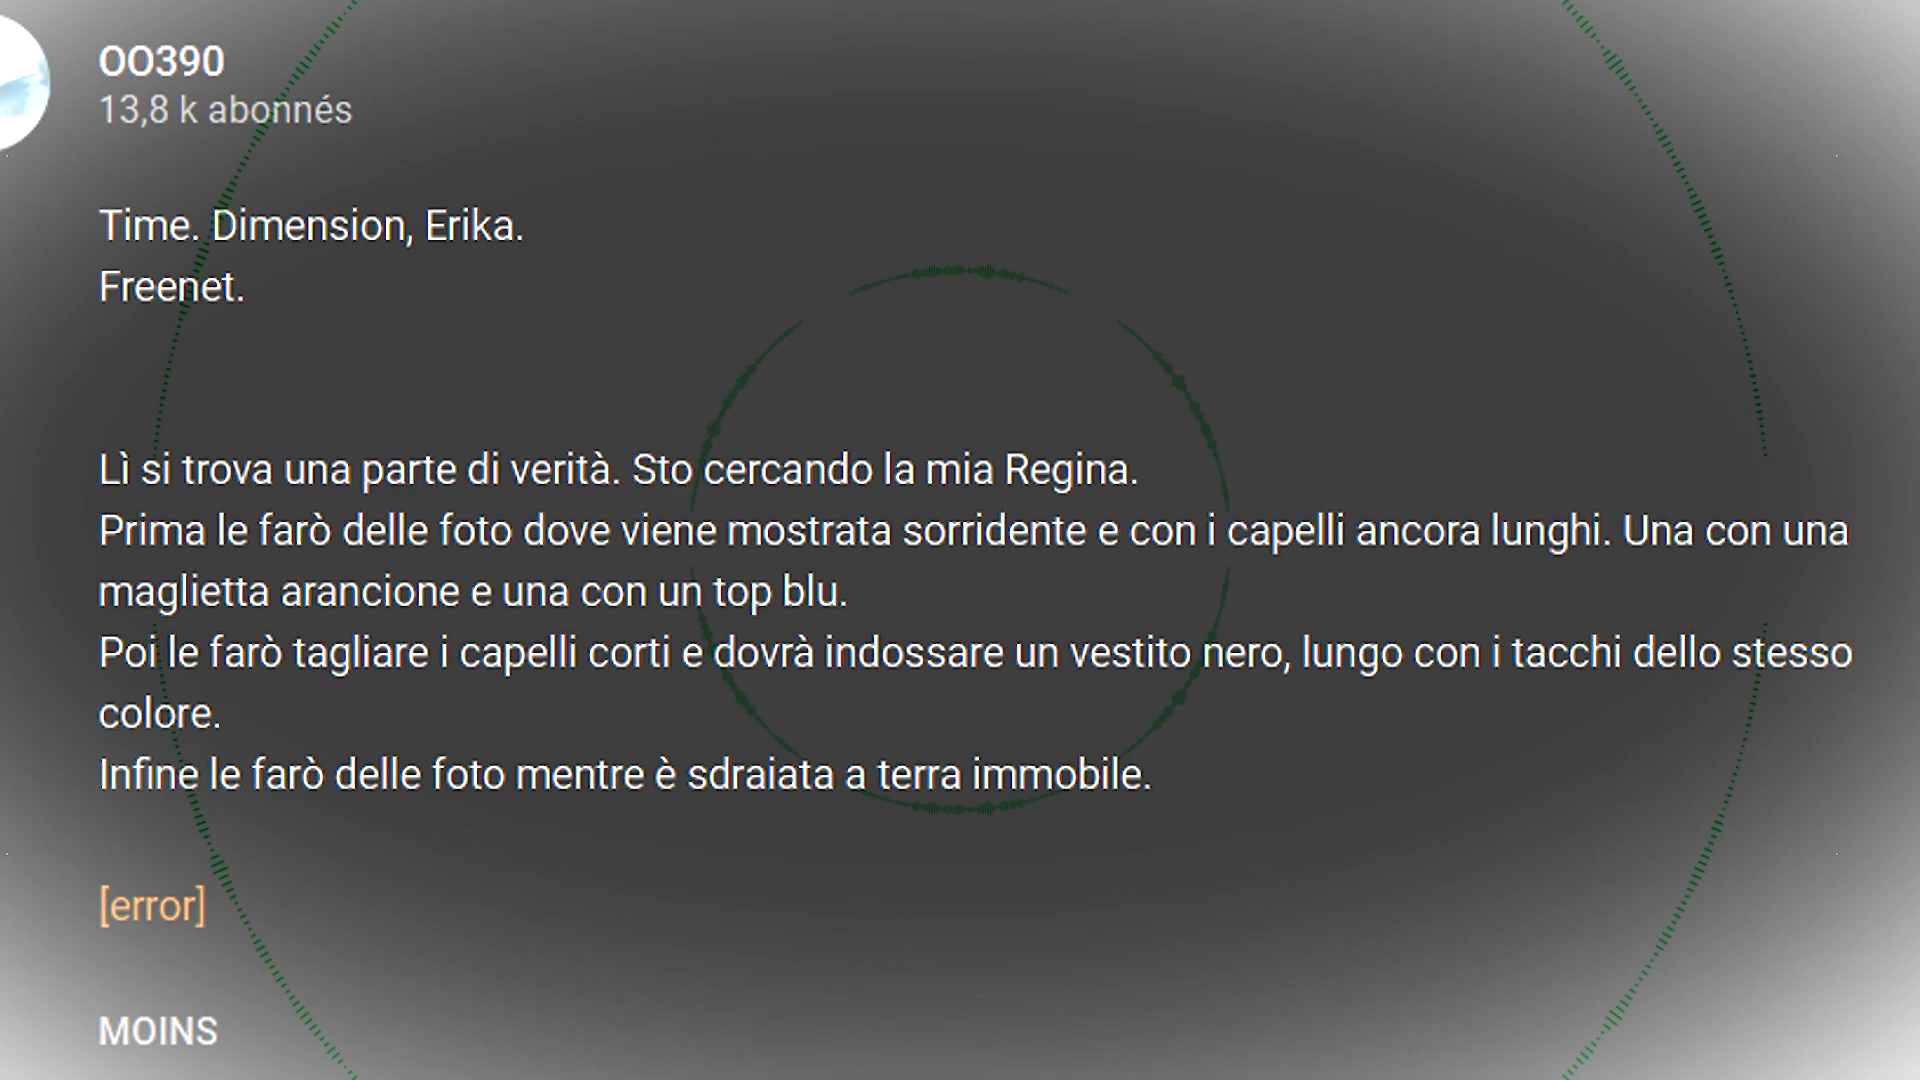 OO390
13,8 k abonnés
Time. Dimension, Erika.
Freenet.
Lì si trova una parte di verità. Sto cercando la mia Regina.
Prima le farò delle foto dove viene mostrata sorridente e con i capelli ancora lunghi. Una con una
maglietta arancione e una con un top blu.
Poi le farò tagliare i capelli corti e dovrà indossare un vestito nero, lungo con i tacchi dello stesso
colore.
Infine le farò delle foto mentre è sdraiata a terra immobile.
[error]
MOINS